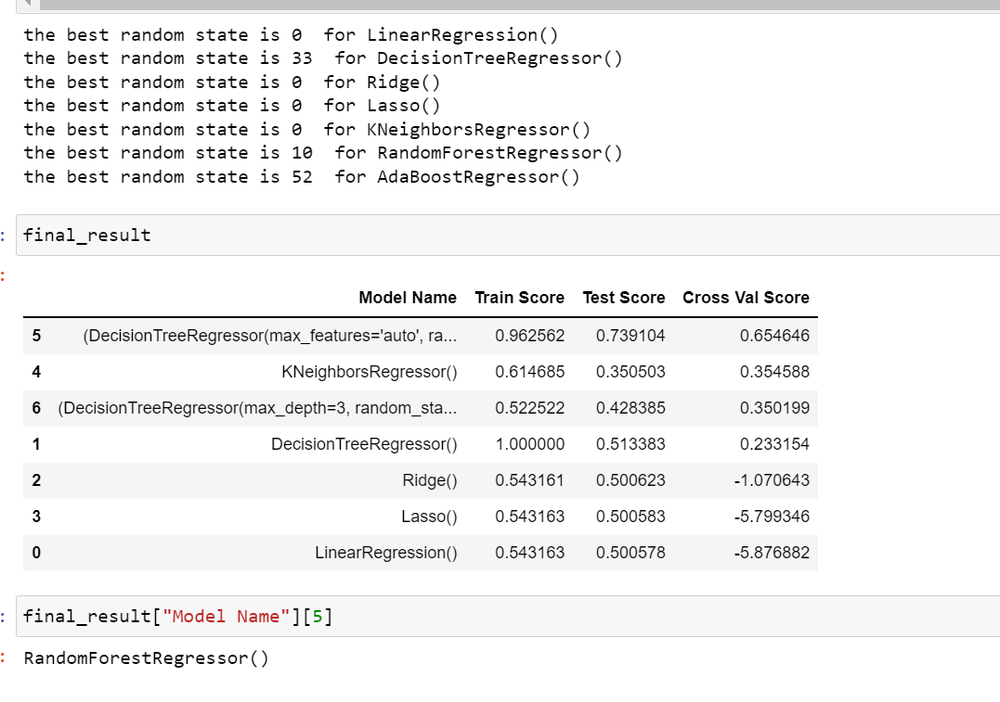 the best random state is 0  for LinearRegression()
the best random state is 33  for DecisionTreeRegressor()
the best random state is 0  for Ridge()
the best random state is 0  for Lasso()
the best random state is 0  for KNeighborsRegressor()
the best random state is 10  for RandomForestRegressor()
the best random state is 52  for AdaBoostRegressor()
: final_result
:
Model Name Train Score Test Score Cross Val Score
5 (DecisionTreeRegressor(max_features='auto', ra... 0.962562 0.739104 0.654646
4 KNeighborsRegressor() 0.614685 0.350503 0.354588
6 (DecisionTreeRegressor(max_depth=3, random_sta... 0.522522 0.428385 0.350199
1 DecisionTreeRegressor() 1.000000 0.513383 0.233154
2 Ridge() 0.543161 0.500623 -1.070643
3 Lasso() 0.543163 0.500583 -5.799346
0 LinearRegression() 0.543163 0.500578 -5.876882
: final_result["Model Name"][5]
: RandomForestRegressor()